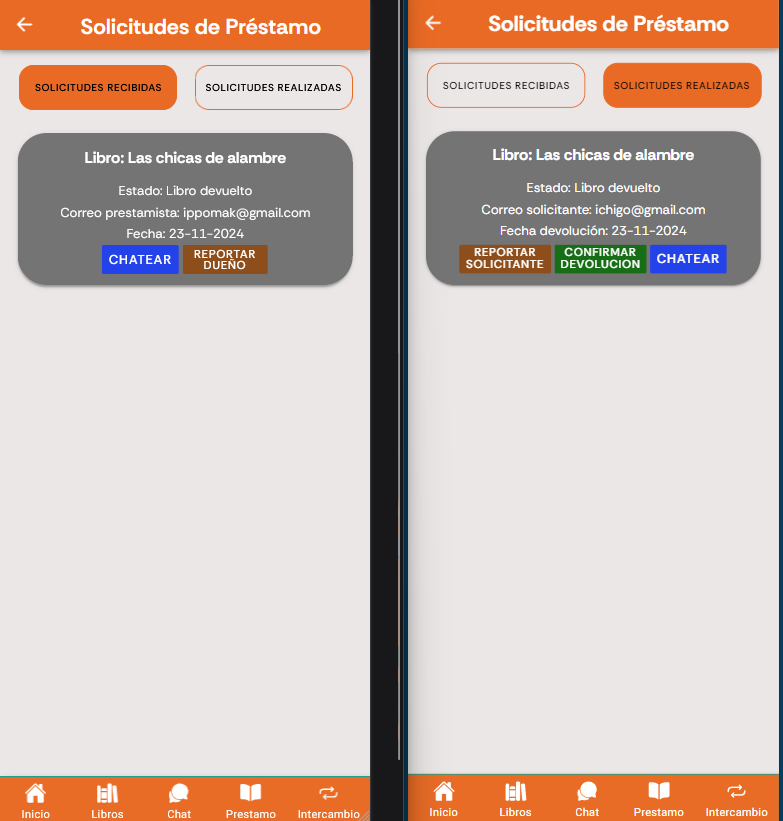 Solicitudes de Préstamo
SOLICITUDES RECIBIDAS
SOLICITUDES REALIZADAS
Libro: Las chicas de alambre
Estado: Libro devuelto
Correo prestamista: ippomak@gmail.com
Fecha: 23-11-2024
CHATEAR
REPORTAR
DUEÑO
Inicio
Libros
Chat
Prestamo
Intercambio
Solicitudes de Préstamo
SOLICITUDES RECIBIDAS
SOLICITUDES REALIZADAS
Libro: Las chicas de alambre
Estado: Libro devuelto
Correo solicitante: ichigo@gmail.com
Fecha devolución: 23-11-2024
REPORTAR
SOLICITANTE
CONFIRMAR
DEVOLUCION
CHATEAR
Inicio
Libros
Chat
Prestamo
Intercambio